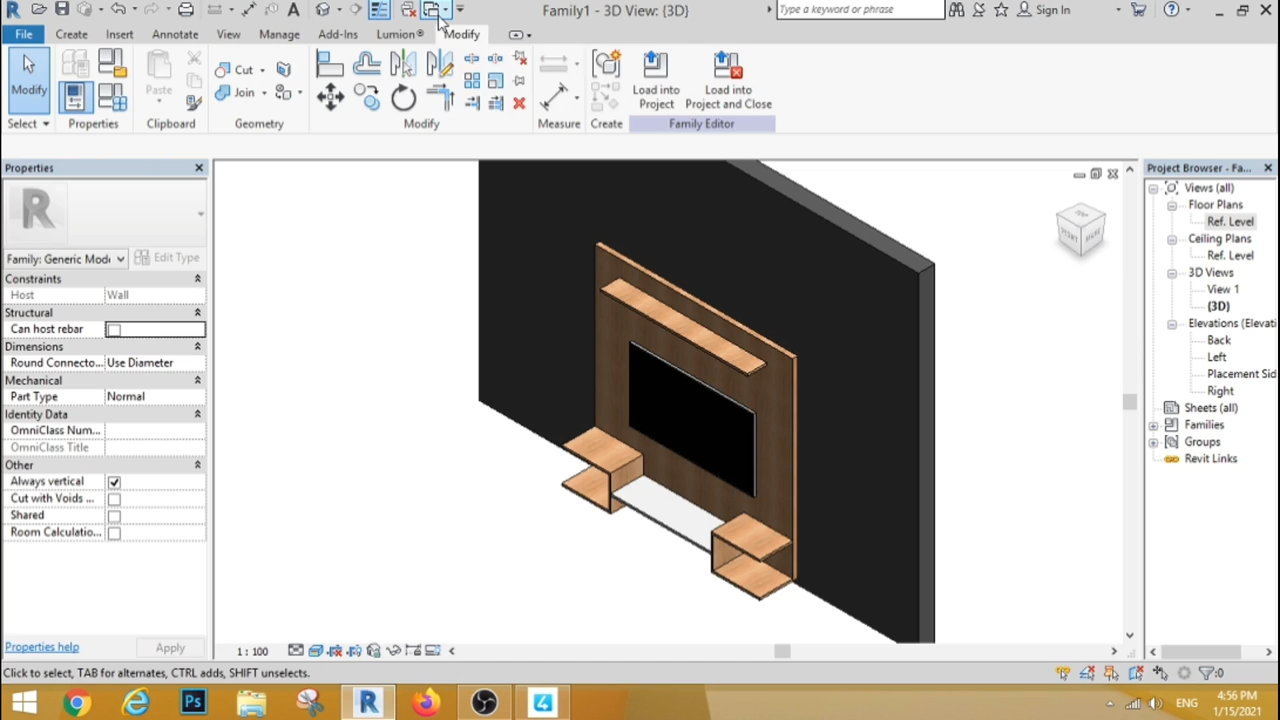 Family1 - 3D View: {3D}
Type a keyword or phrase
Sign In
File Create Insert Annotate View Manage Add-Ins Lumion® Modify
Modify
Paste
Cut
Join
Load into Project
Load into Project and Close
Select Properties Clipboard Geometry Modify Measure Create Family Editor
Properties
Family: Generic Mode
Edit Type
Constraints
Host Wall
Structural
Can host rebar
Dimensions
Round Connecto... Use Diameter
Mechanical
Part Type Normal
Identity Data
OmniClass Num...
OmniClass Title
Other
Always vertical
Cut with Voids ...
Shared
Room Calculatio...
Properties help
Apply
Project Browser - Fa...
Views (all)
Floor Plans
Ref. Level
Ceiling Plans
Ref. Level
3D Views
View 1
{3D}
Elevations (Elevati
Back
Left
Placement Sid
Right
Sheets (all)
Families
Groups
Revit Links
1 : 100
Click to select, TAB for alternates, CTRL adds, SHIFT unselects.
:0
Ps
R
4
ENG
4:56 PM
1/15/2021